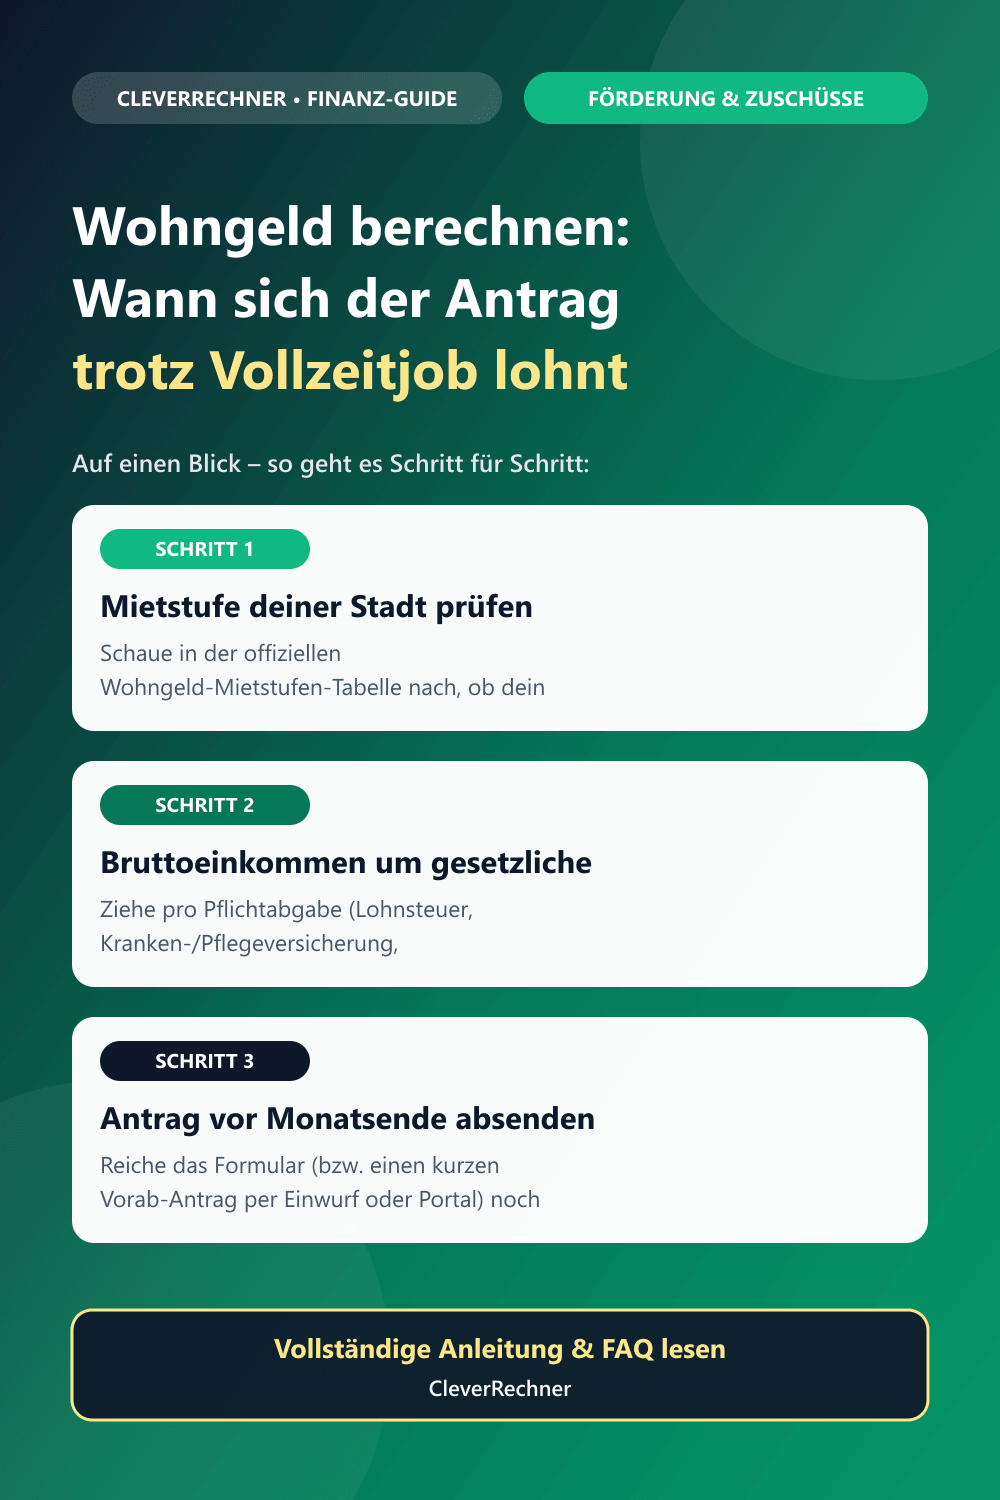 CLEVERRECHNER • FINANZ-GUIDE
FÖRDERUNG & ZUSCHÜSSE
Wohngeld berechnen:
Wann sich der Antrag
trotz Vollzeitjob lohnt
Auf einen Blick – so geht es Schritt für Schritt:
SCHRITT 1
Mietstufe deiner Stadt prüfen
Schaue in der offiziellen
Wohngeld-Mietstufen-Tabelle nach, ob dein
SCHRITT 2
Bruttoeinkommen um gesetzliche
Ziehe pro Pflichtabgabe (Lohnsteuer,
Kranken-/Pflegeversicherung,
SCHRITT 3
Antrag vor Monatsende absenden
Reiche das Formular (bzw. einen kurzen
Vorab-Antrag per Einwurf oder Portal) noch
Vollständige Anleitung & FAQ lesen
CleverRechner